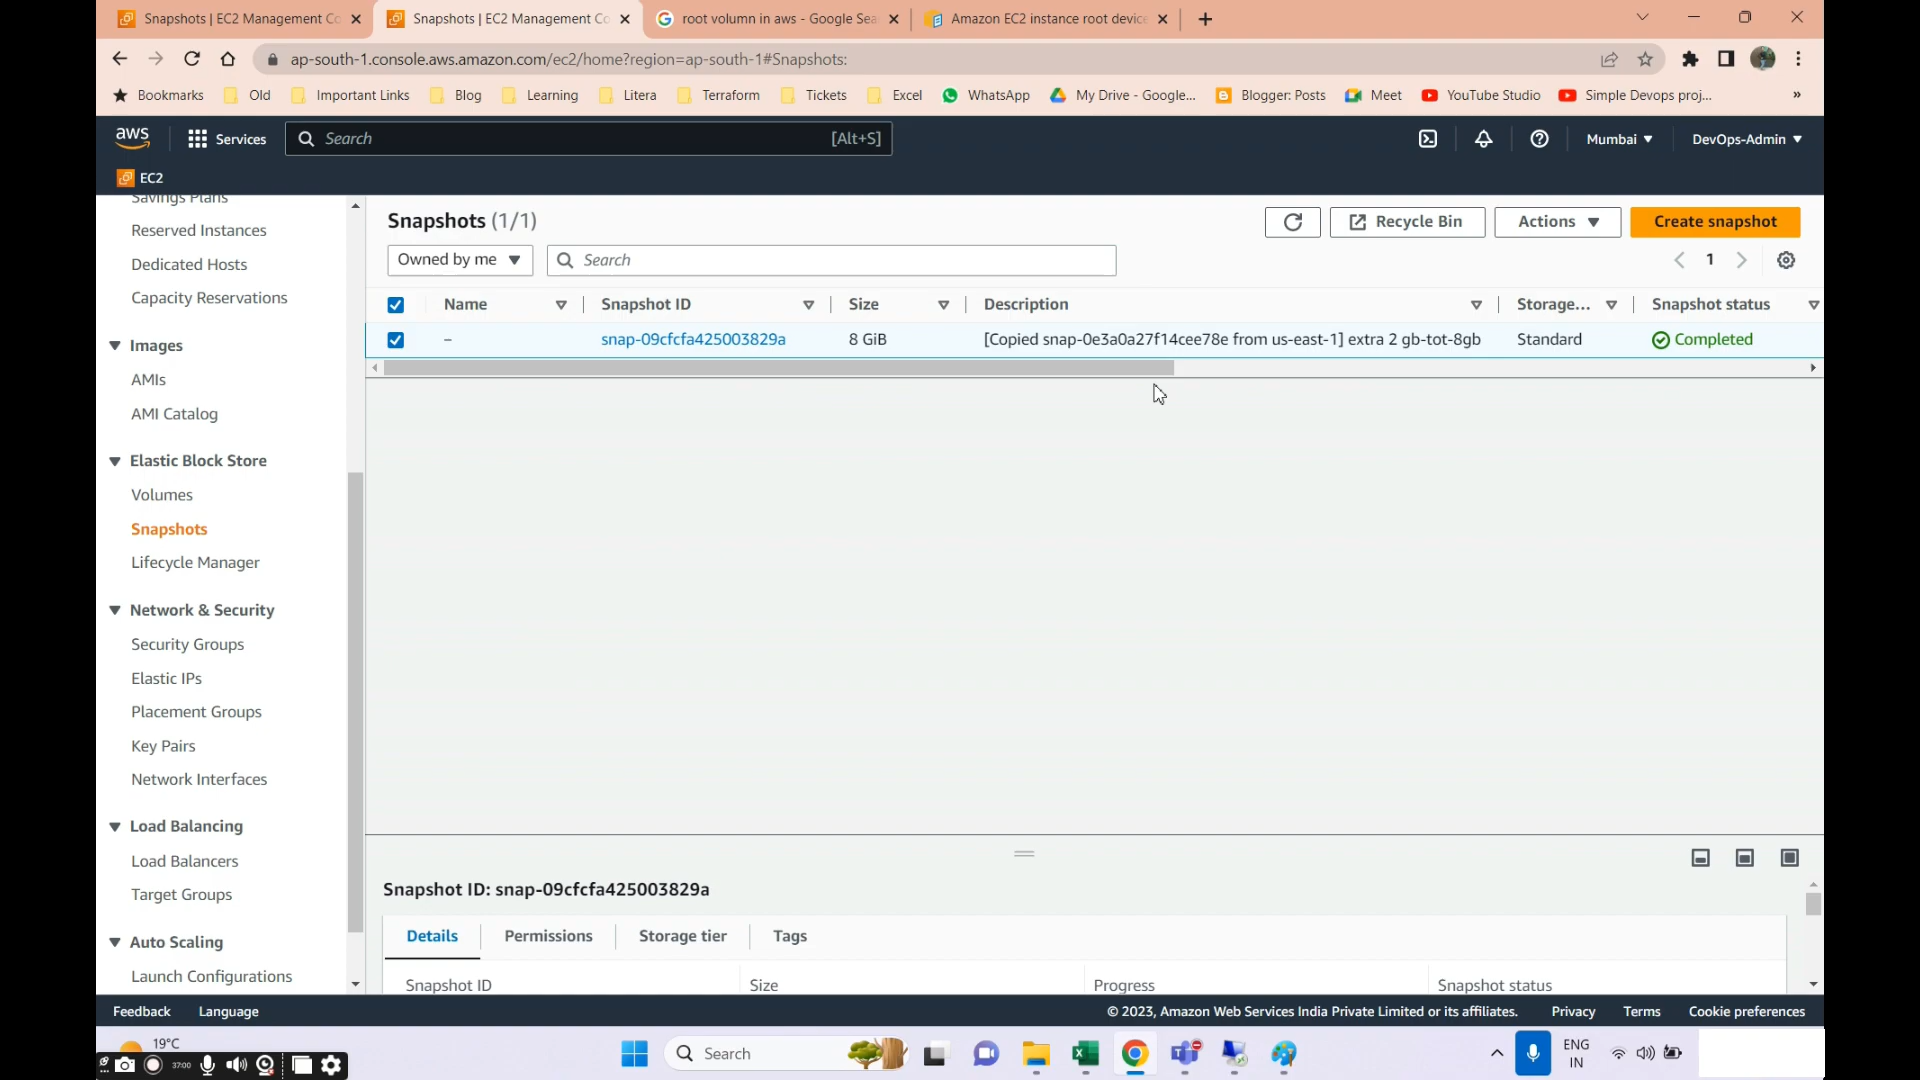 Snapshots | EC2 Management Co
Snapshots | EC2 Management Co
root volumn in aws - Google Sea
Amazon EC2 instance root device
ap-south-1.console.aws.amazon.com/ec2/home?region=ap-south-1#Snapshots:
Bookmarks
Old
Important Links
Blog
Learning
Litera
Terraform
Tickets
Excel
WhatsApp
My Drive - Google...
Blogger: Posts
Meet
YouTube Studio
Simple Devops proj...
»
aws
Services
Search
[Alt+S]
Mumbai
DevOps-Admin
EC2
Savings Plans
Reserved Instances
Dedicated Hosts
Capacity Reservations
Images
AMIs
AMI Catalog
Elastic Block Store
Volumes
Snapshots
Lifecycle Manager
Network & Security
Security Groups
Elastic IPs
Placement Groups
Key Pairs
Network Interfaces
Load Balancing
Load Balancers
Target Groups
Auto Scaling
Launch Configurations
Snapshots (1/1)
Recycle Bin
Actions
Create snapshot
Owned by me
Search
1
Name
Snapshot ID
Size
Description
Storage...
Snapshot status
–
snap-09cfcfa425003829a
8 GiB
[Copied snap-0e3a0a27f14cee78e from us-east-1] extra 2 gb-tot-8gb
Standard
Completed
Snapshot ID: snap-09cfcfa425003829a
Details
Permissions
Storage tier
Tags
Snapshot ID
Size
Progress
Snapshot status
Feedback
Language
© 2023, Amazon Web Services India Private Limited or its affiliates.
Privacy
Terms
Cookie preferences
19°C
37:00
Search
ENG
IN